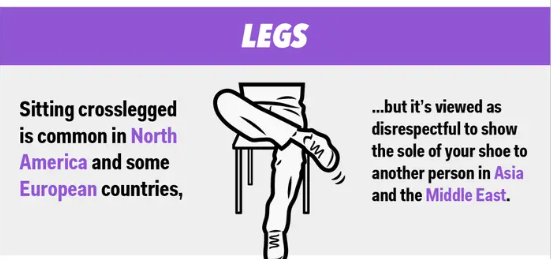 LEGS
Sitting crosslegged
is common in North
America and some
European countries,
...but it's viewed as
disrespectful to show
the sole of your shoe to
another person in Asia
and the Middle East.